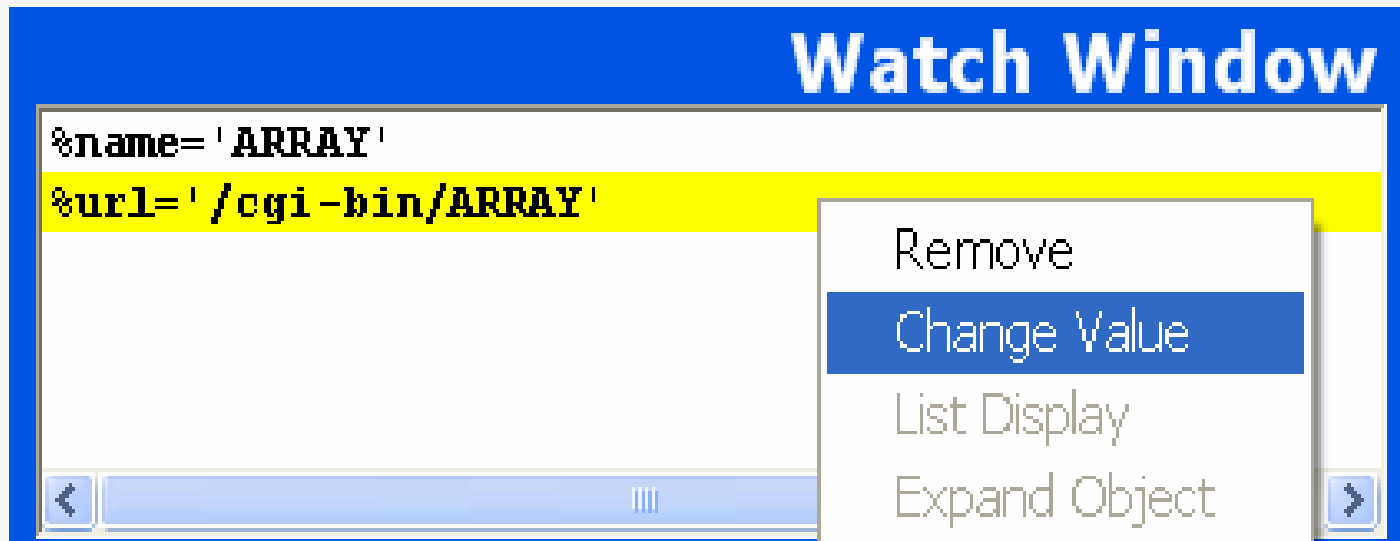 Watch Window
%name='ARRAY'
%url='/cgi-bin/ARRAY'
Remove
Change Value
List Display
Expand Object